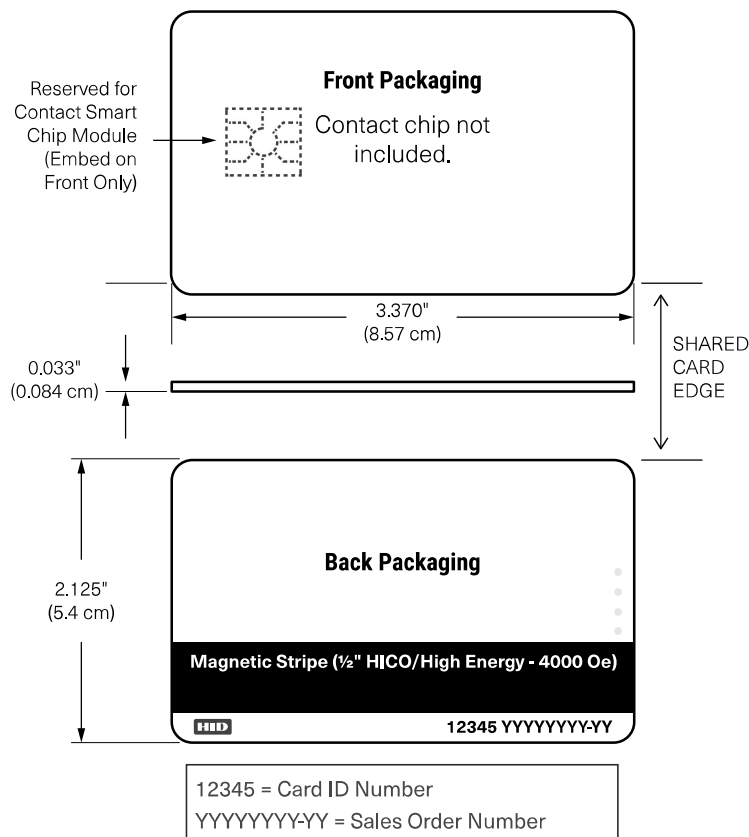 Front Packaging
Reserved for
Contact Smart
Chip Module
(Embed on
Front Only)
Contact chip not
included.
3.370"
(8.57 cm)
SHARED
CARD
EDGE
0.033"
(0.084 cm)
Back Packaging
2.125"
(5.4 cm)
Magnetic Stripe (½" HICO/High Energy - 4000 Oe)
HID
12345 YYYYYYYY-YY
12345 = Card ID Number
YYYYYYYY-YY = Sales Order Number